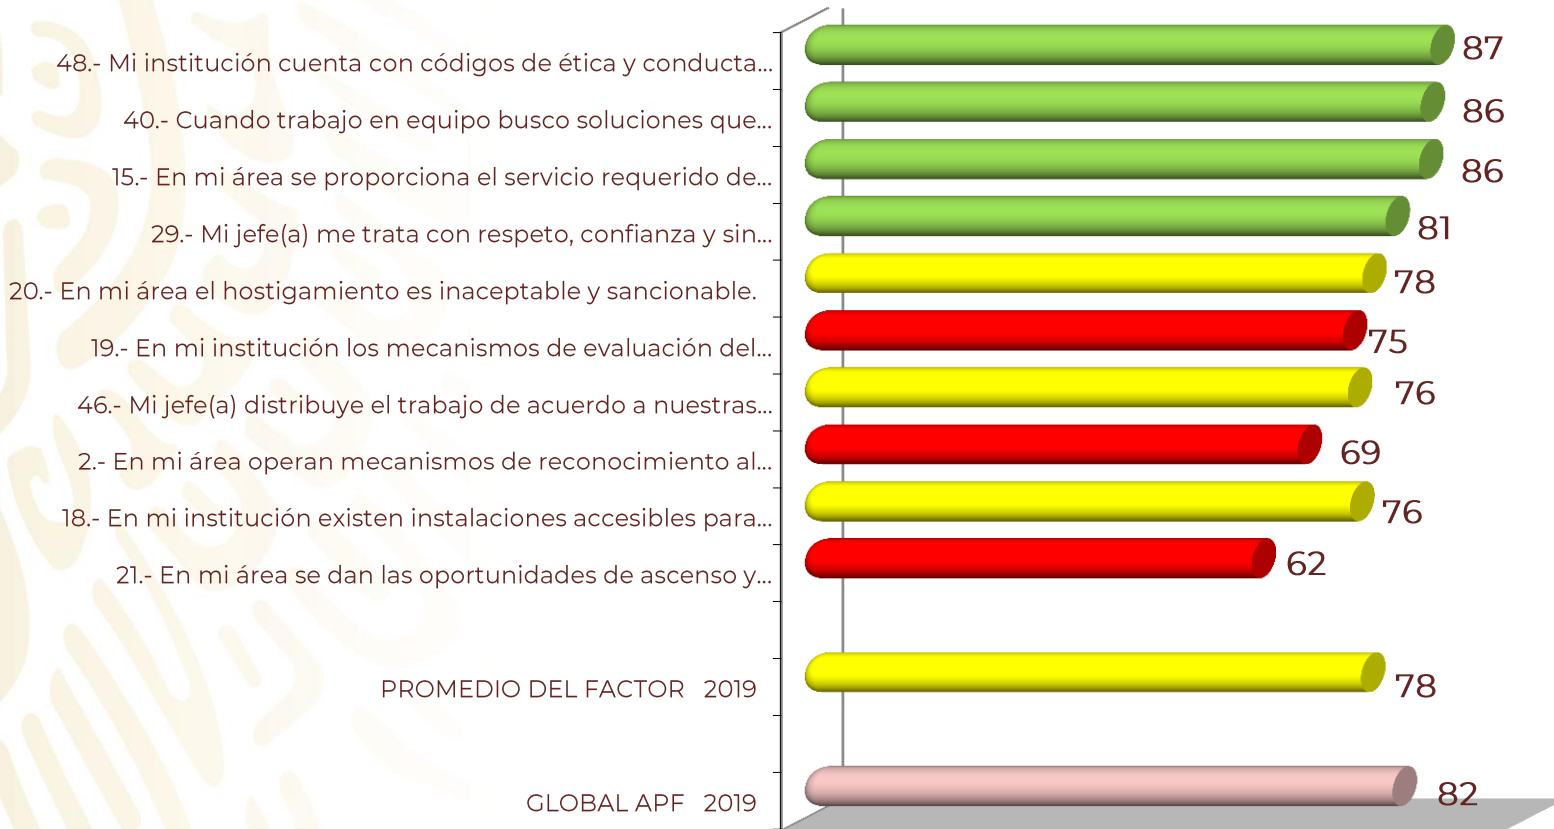 48.- Mi institución cuenta con códigos de ética y conducta... 87
40.- Cuando trabajo en equipo busco soluciones que... 86
15.- En mi área se proporciona el servicio requerido de... 86
29.- Mi jefe(a) me trata con respeto, confianza y sin... 81
20.- En mi área el hostigamiento es inaceptable y sancionable. 78
19.- En mi institución los mecanismos de evaluación del... 75
46.- Mi jefe(a) distribuye el trabajo de acuerdo a nuestras... 76
2.- En mi área operan mecanismos de reconocimiento al... 69
18.- En mi institución existen instalaciones accesibles para... 76
21.- En mi área se dan las oportunidades de ascenso y... 62
PROMEDIO DEL FACTOR 2019 78
GLOBAL APF 2019 82